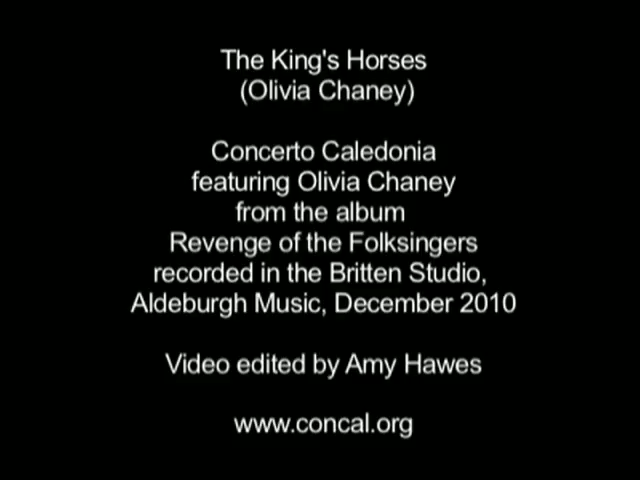 The King's Horses
(Olivia Chaney)
Concerto Caledonia
featuring Olivia Chaney
from the album
Revenge of the Folksingers
recorded in the Britten Studio,
Aldeburgh Music, December 2010
Video edited by Amy Hawes
www.concal.org